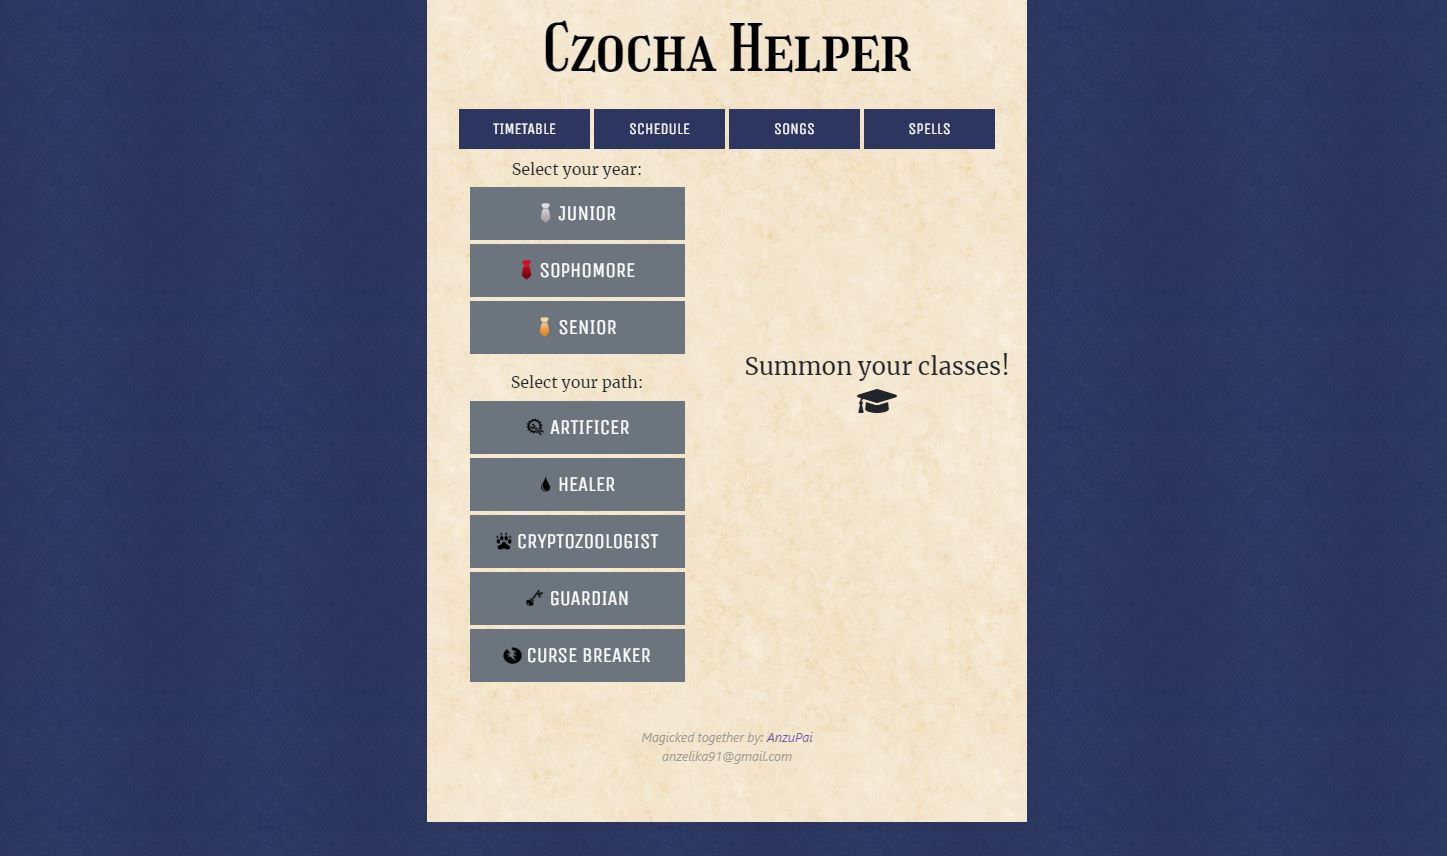 Czocha Helper
TIMETABLE SCHEDULE SONGS SPELLS
Select your year:
JUNIOR
SOPHOMORE
SENIOR
Select your path:
ARTIFICER
HEALER
CRYPTOZOOLOGIST
GUARDIAN
CURSE BREAKER
Summon your classes!
Magicked together by: AnzuPai
anzelika91@gmail.com